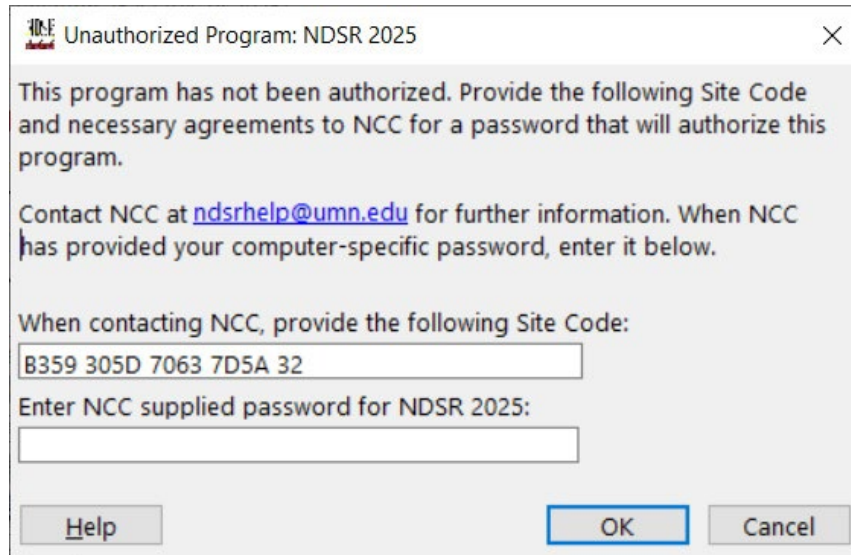 Unauthorized Program: NDSR 2025
This program has not been authorized. Provide the following Site Code
and necessary agreements to NCC for a password that will authorize this
program.
Contact NCC at ndsrhelp@umn.edu for further information. When NCC
has provided your computer-specific password, enter it below.
When contacting NCC, provide the following Site Code:
B359 305D 7063 7D5A 32
Enter NCC supplied password for NDSR 2025:
Help OK Cancel